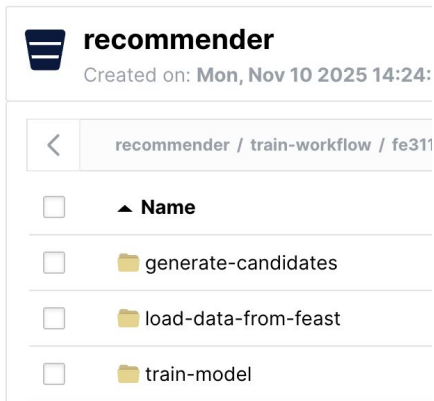 recommender
Created on: Mon, Nov 10 2025 14:24:
recommender / train-workflow / fe311
Name
generate-candidates
load-data-from-feast
train-model